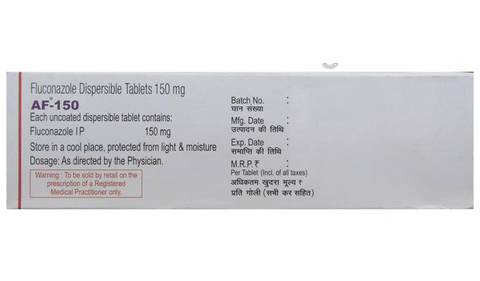 Fluconazole Dispersible Tablets 150 mg
AF®-150
Each uncoated dispersible tablet contains:
Fluconazole IP 150 mg
Store in a cool place, protected from light & moisture
Dosage: As directed by the Physician.
Warning : To be sold by retail on the
prescription of a Registered
Medical Practitioner only.
Batch No. :
घान संख्या
Mfg. Date :
उत्पादन की तिथि
Exp. Date :
समाप्ति की तिथि
M.R.P.₹ :
Per Tablet (Incl. of all taxes)
अधिकतम खुदरा मूल्य ₹
प्रति गोली (सभी कर सहित)